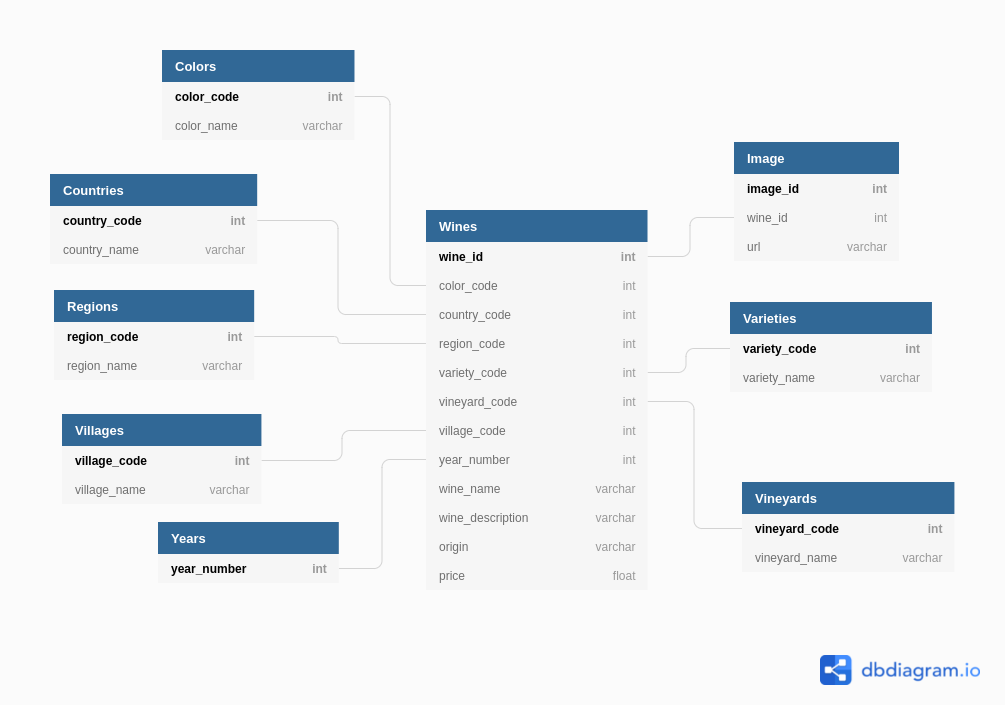 Colors
color_code int
color_name varchar
Countries
country_code int
country_name varchar
Regions
region_code int
region_name varchar
Villages
village_code int
village_name varchar
Years
year_number int
Wines
wine_id int
color_code int
country_code int
region_code int
variety_code int
vineyard_code int
village_code int
year_number int
wine_name varchar
wine_description varchar
origin varchar
price float
Image
image_id int
wine_id int
url varchar
Varieties
variety_code int
variety_name varchar
Vineyards
vineyard_code int
vineyard_name varchar
dbdiagram.io